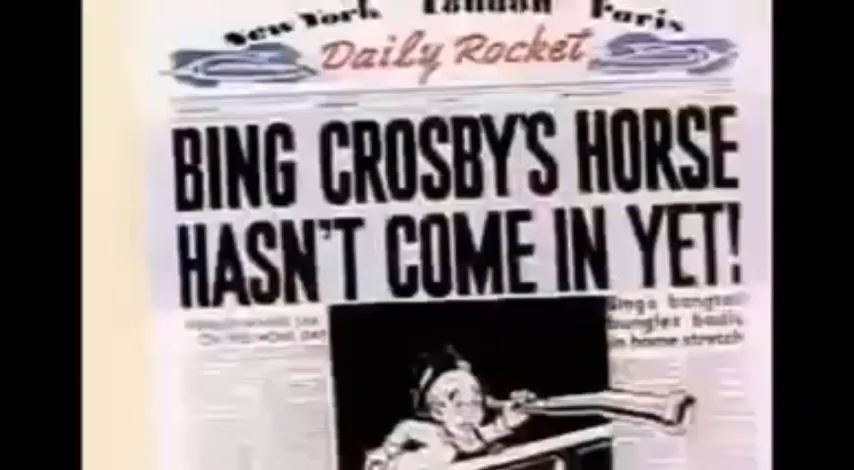 New York London Paris
Daily Rocket
BING CROSBY'S HORSE
HASN'T COME IN YET!
Bing's bangtail
bungles badly
in home stretch